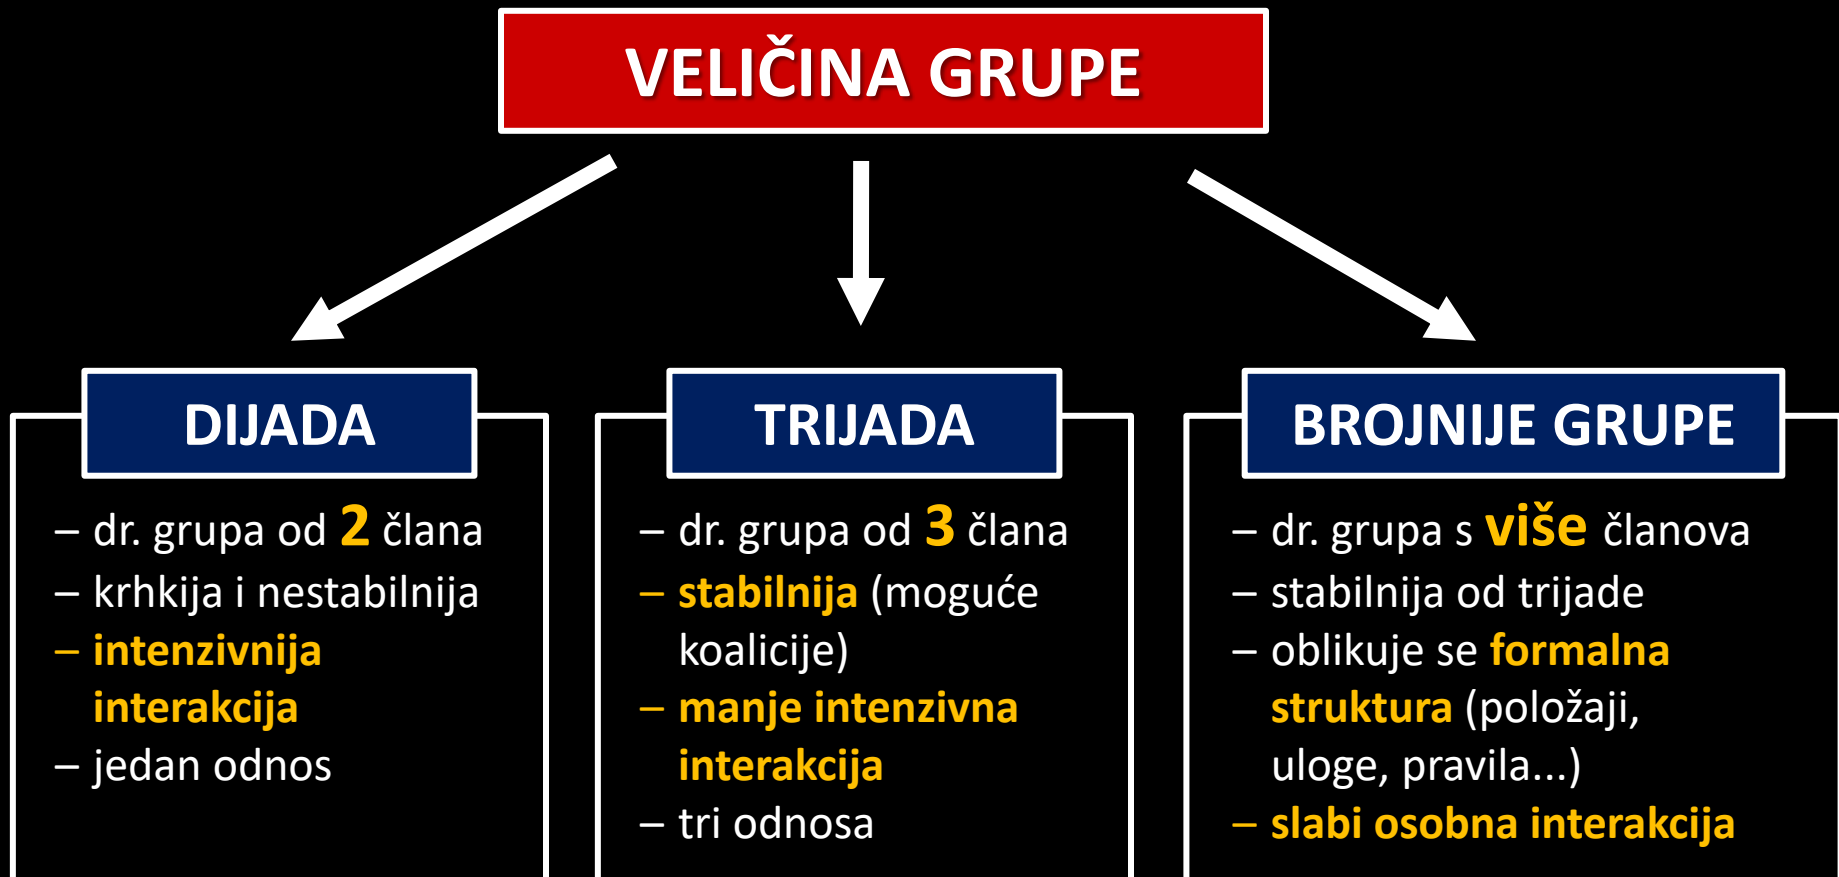 VELIČINA GRUPE
DIJADA
– dr. grupa od 2 člana
– krhkija i nestabilnija
– intenzivnija
interakcija
– jedan odnos
TRIJADA
– dr. grupa od 3 člana
– stabilnija (moguće
koalicije)
– manje intenzivna
interakcija
– tri odnosa
BROJNIJE GRUPE
– dr. grupa s više članova
– stabilnija od trijade
– oblikuje se formalna
struktura (položaji,
uloge, pravila...)
– slabi osobna interakcija